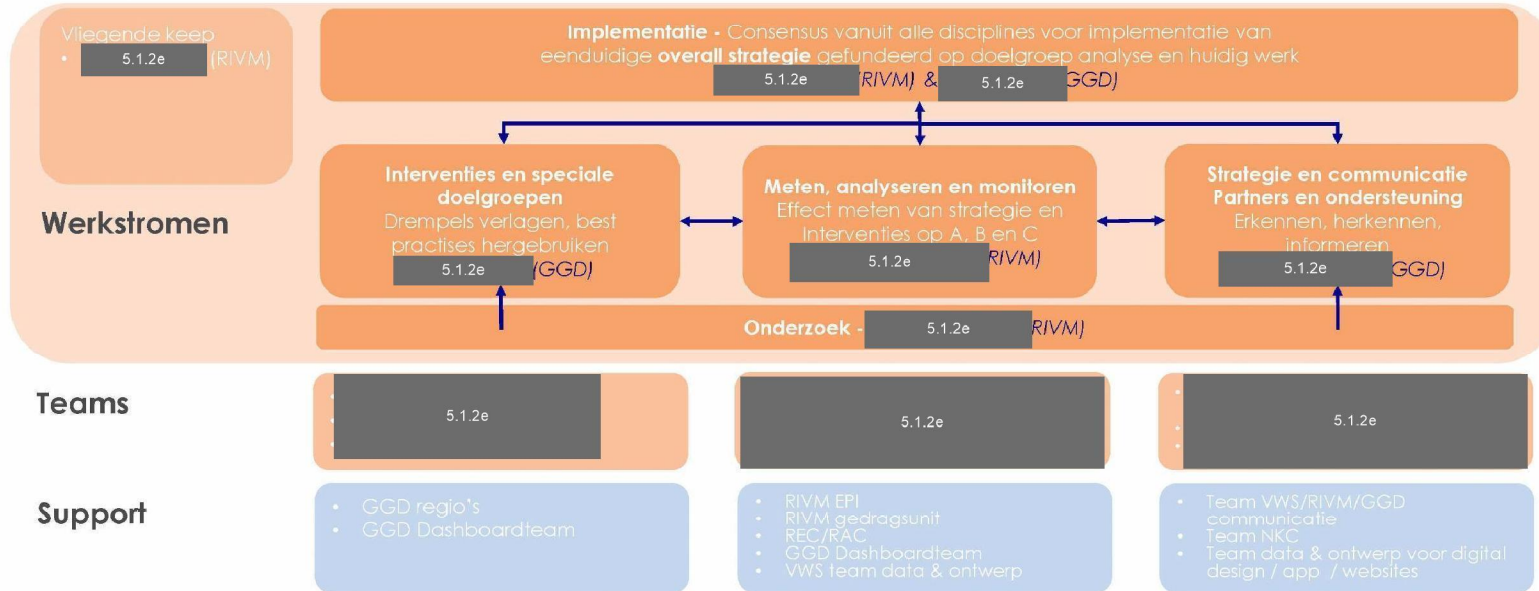 Vliegende keep
• 5.1.2e (RIVM)
Implementatie - Consensus vanuit alle disciplines voor implementatie van
eenduidige overall strategie gefundeerd op doelgroep analyse en huidig werk
5.1.2e (RIVM) & 5.1.2e GGD)
Werkstromen
Interventies en speciale
doelgroepen
Drempels verlagen, best
practises hergebruiken
5.1.2e (GGD)
Meten, analyseren en monitoren
Effect meten van strategie en
Interventies op A, B en C
5.1.2e RIVM)
Strategie en communicatie
Partners en ondersteuning
Erkennen, herkennen,
informeren
5.1.2e GGD)
Onderzoek - 5.1.2e RIVM)
Teams
5.1.2e
5.1.2e
5.1.2e
Support
• GGD regio's
• GGD Dashboardteam
• RIVM EPI
• RIVM gedragsunit
• REC/RAC
• GGD Dashboardteam
• VWS team data & ontwerp
• Team VWS/RIVM/GGD
communicatie
• Team NKC
• Team data & ontwerp voor digital
design / app / websites